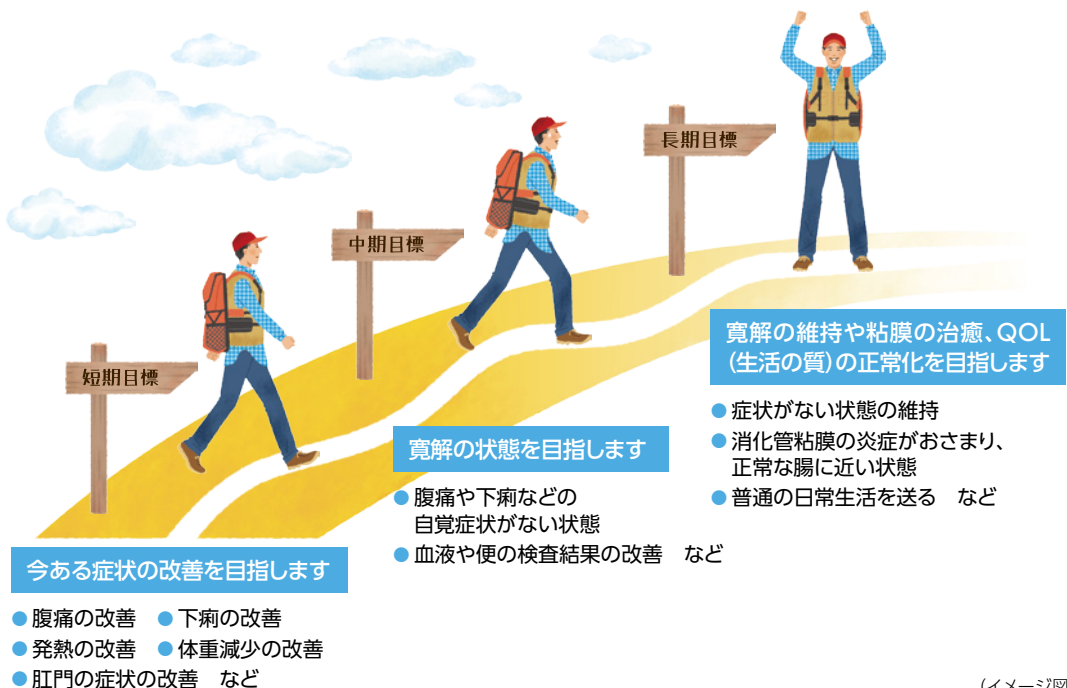 短期目標
今ある症状の改善を目指します
● 腹痛の改善　● 下痢の改善
● 発熱の改善　● 体重減少の改善
● 肛門の症状の改善　など
中期目標
寛解の状態を目指します
● 腹痛や下痢などの
自覚症状がない状態
● 血液や便の検査結果の改善　など
長期目標
寛解の維持や粘膜の治癒、QOL
(生活の質)の正常化を目指します
● 症状がない状態の維持
● 消化管粘膜の炎症がおさまり、
正常な腸に近い状態
● 普通の日常生活を送る　など
(イメージ図